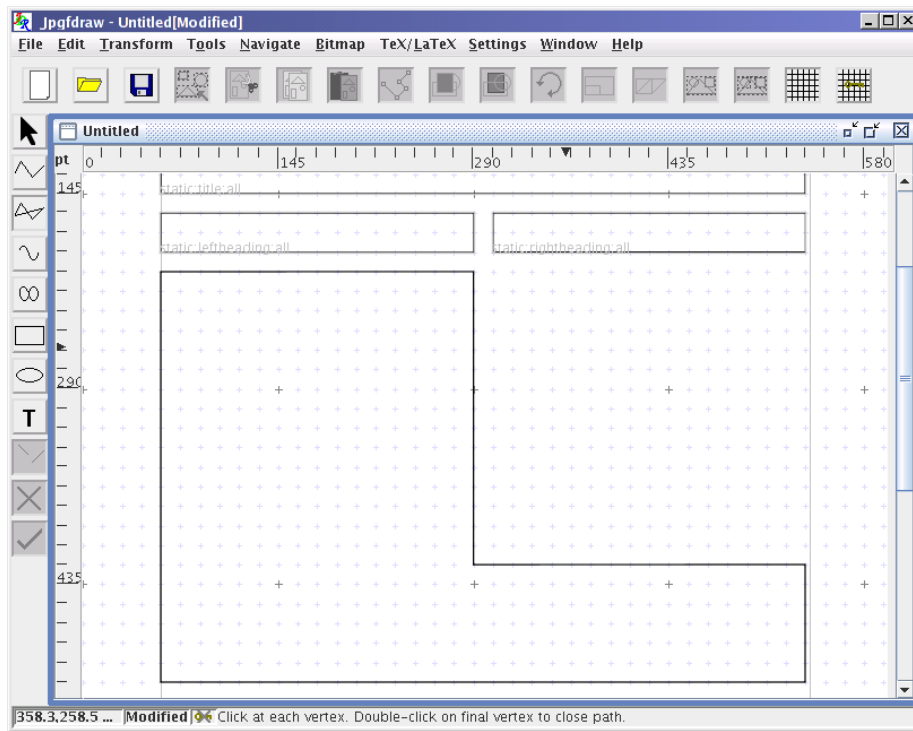 Jpgfdraw - Untitled[Modified]
File Edit Transform Tools Navigate Bitmap TeX/LaTeX Settings Window Help
Untitled
pt 0 145 290 435 580
145 static:title:all
static:leftheading:all static:rightheading:all
290
T
435
358.3,258.5 ... Modified Click at each vertex. Double-click on final vertex to close path.